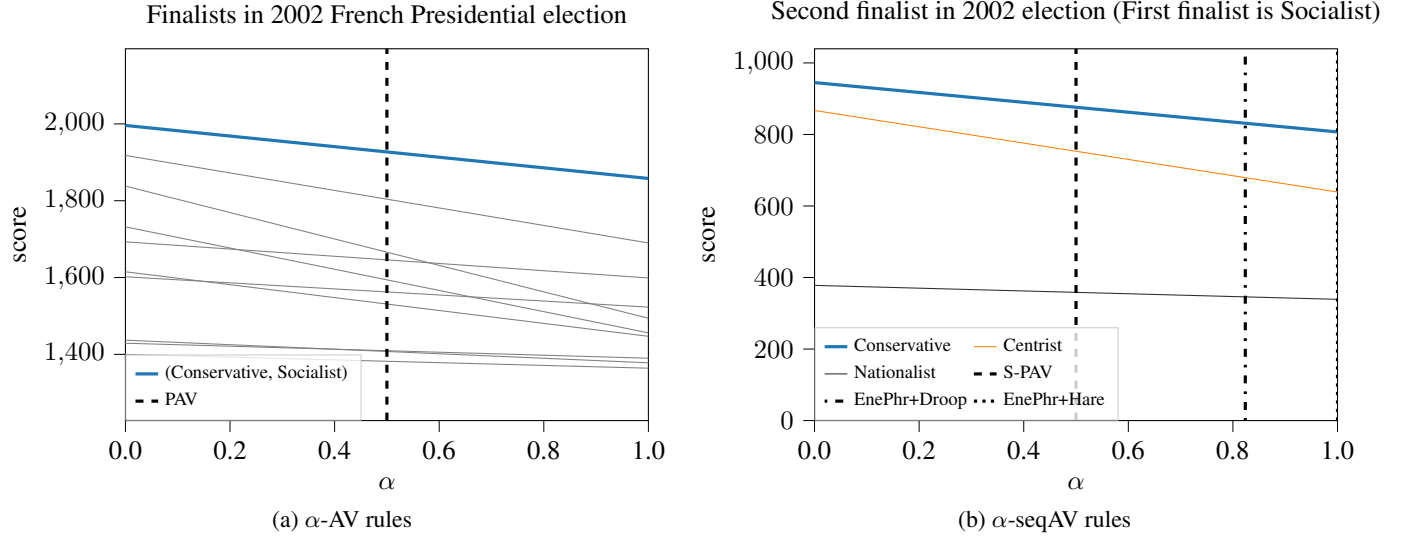 Finalists in 2002 French Presidential election
2,000
1,800
1,600
1,400
score
(Conservative, Socialist)
PAV
0.0 0.2 0.4 0.6 0.8 1.0
α
(a) α-AV rules
Second finalist in 2002 election (First finalist is Socialist)
1,000
800
600
400
200
0
score
Conservative Centrist
Nationalist S-PAV
EnePhr+Droop EnePhr+Hare
0.0 0.2 0.4 0.6 0.8 1.0
α
(b) α-seqAV rules